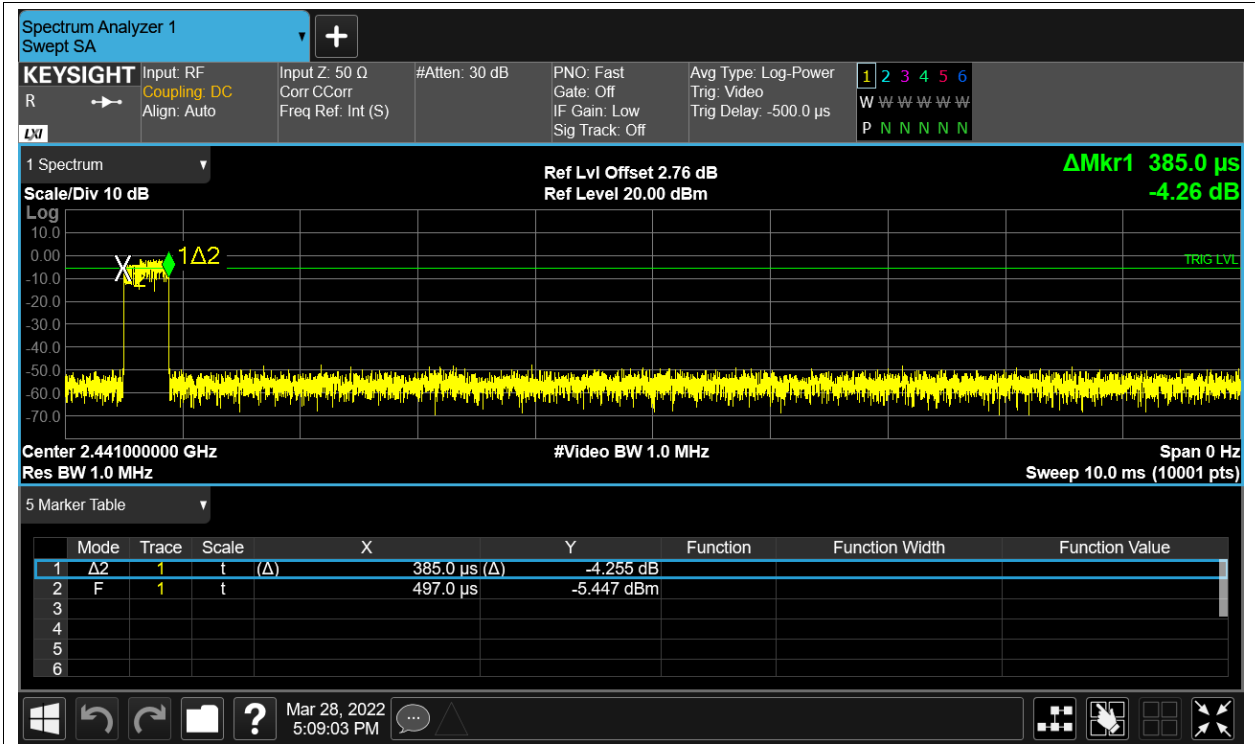 Spectrum Analyzer 1
Swept SA
KEYSIGHT Input: RF Input Z: 50 Ω #Atten: 30 dB PNO: Fast Avg Type: Log-Power 1 2 3 4 5 6
R Coupling: DC Corr CCorr Gate: Off Trig: Video W W W W W W
Align: Auto Freq Ref: Int (S) IF Gain: Low Trig Delay: -500.0 µs
LXI Sig Track: Off P N N N N N
1 Spectrum Ref Lvl Offset 2.76 dB ΔMkr1 385.0 µs
Scale/Div 10 dB Ref Level 20.00 dBm -4.26 dB
Log
10.0
0.00 X 1Δ2 TRIG LVL
-10.0
-20.0
-30.0
-40.0
-50.0
-60.0
-70.0
Center 2.441000000 GHz #Video BW 1.0 MHz Span 0 Hz
Res BW 1.0 MHz Sweep 10.0 ms (10001 pts)
5 Marker Table
Mode Trace Scale X Y Function Function Width Function Value
1 Δ2 1 t (Δ) 385.0 µs (Δ) -4.255 dB
2 F 1 t 497.0 µs -5.447 dBm
3
4
5
6
? Mar 28, 2022
5:09:03 PM